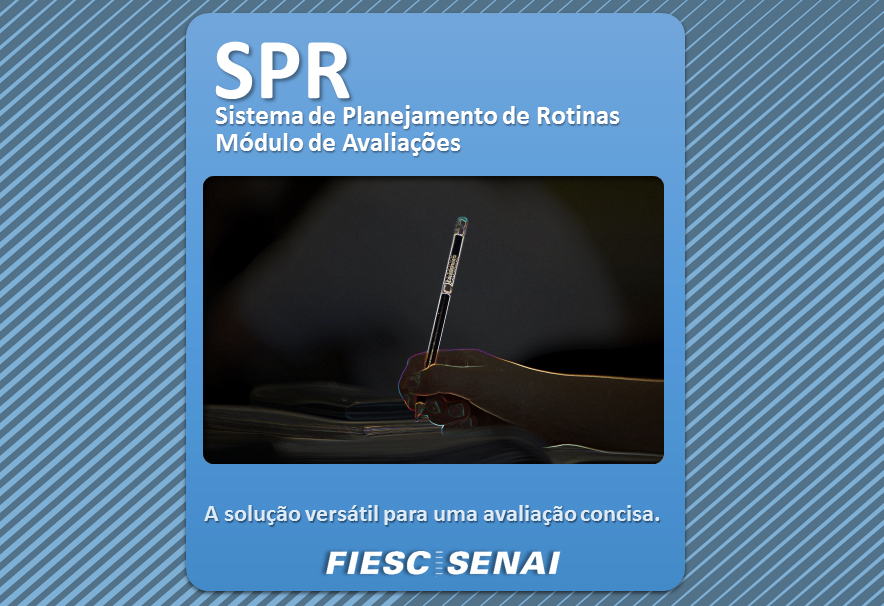 SPR
Sistema de Planejamento de Rotinas
Módulo de Avaliações
A solução versátil para uma avaliação concisa.
FIESC SENAI